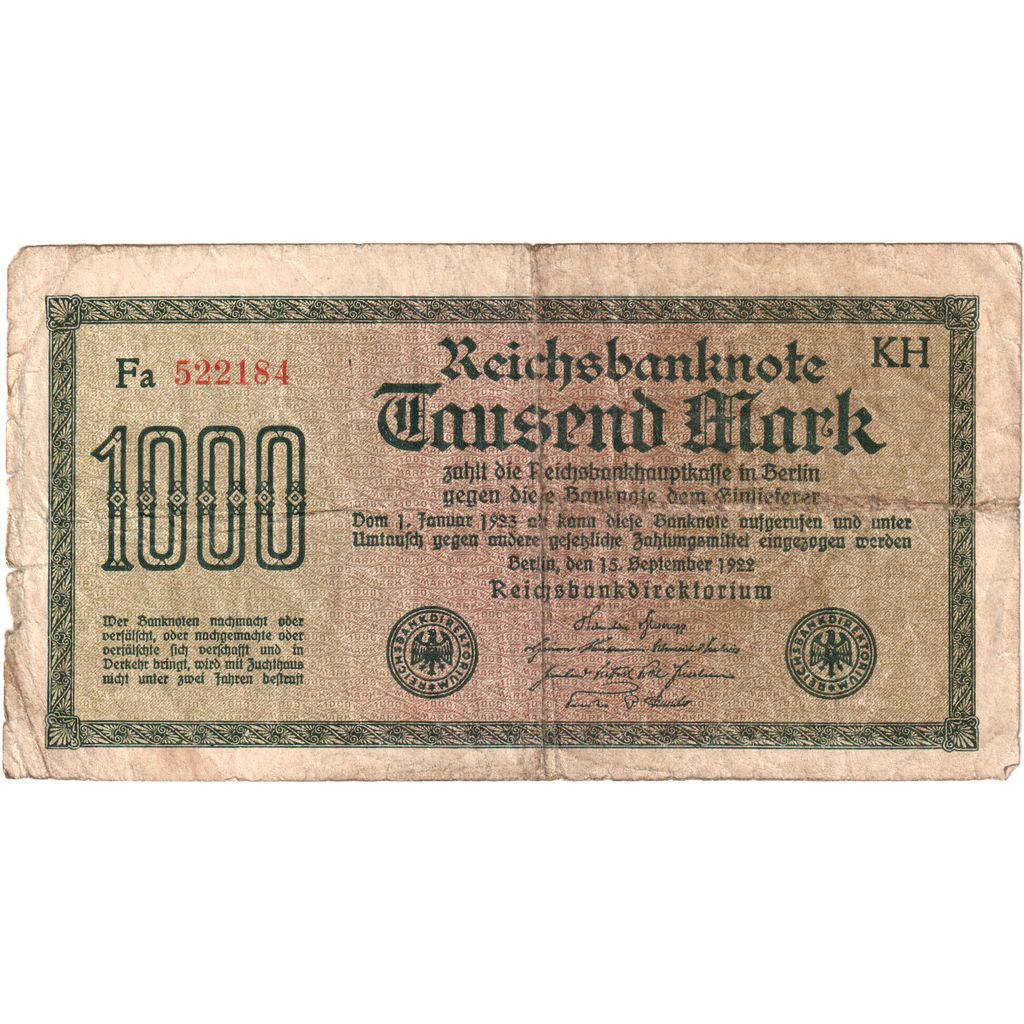 Fa 522184
KH
1000
Reichsbanknote
Tausend Mark
zahlt die Reichsbankhauptkasse in Berlin
gegen diese Banknote dem Einlieferer
Vom 1. Januar 1923 ab kann diese Banknote aufgerufen und unter
Umtausch gegen andere gesetzliche Zahlungsmittel eingezogen werden
Berlin, den 15. September 1922
Reichsbankdirektorium
Wer Banknoten nachmacht oder
verfälscht, oder nachgemachte oder
verfälschte sich verschafft und in
Verkehr bringt, wird mit Zuchthaus
nicht unter zwei Jahren bestraft
REICHSBANKDIREKTORIUM
REICHSBANKDIREKTORIUM